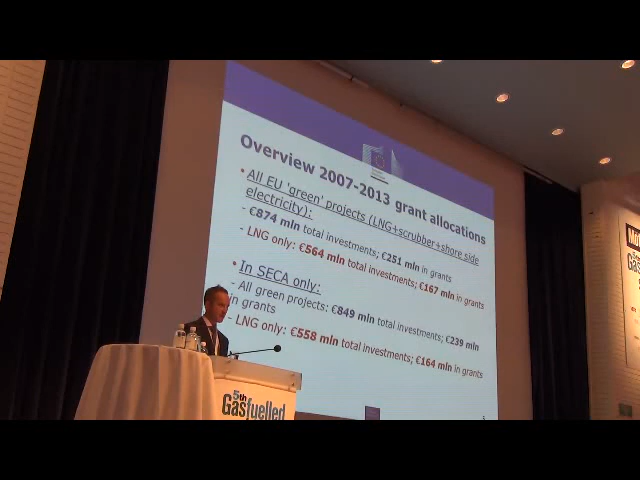 Overview 2007-2013 grant allocations
• All EU 'green' projects (LNG+scrubber+shore side
electricity):
- €874 mln total investments; €251 mln in grants
- LNG only: €564 mln total investments; €167 mln in grants
• In SECA only:
- All green projects: €849 mln total investments; €239 mln
in grants
- LNG only: €558 mln total investments; €164 mln in grants
5th
Gasfuelled